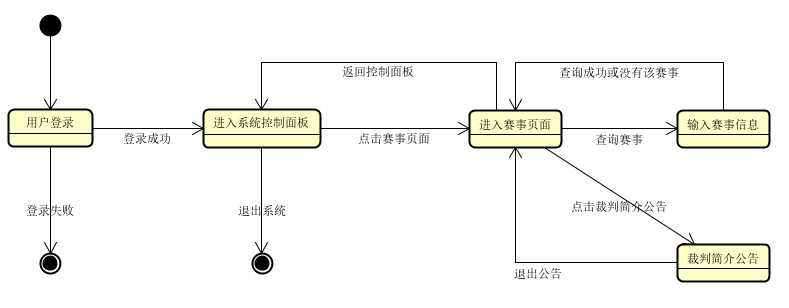 返回控制面板
查询成功或没有该赛事
用户登录
进入系统控制面板
进入赛事页面
输入赛事信息
登录成功
点击赛事页面
查询赛事
登录失败
退出系统
点击裁判简介公告
裁判简介公告
退出公告